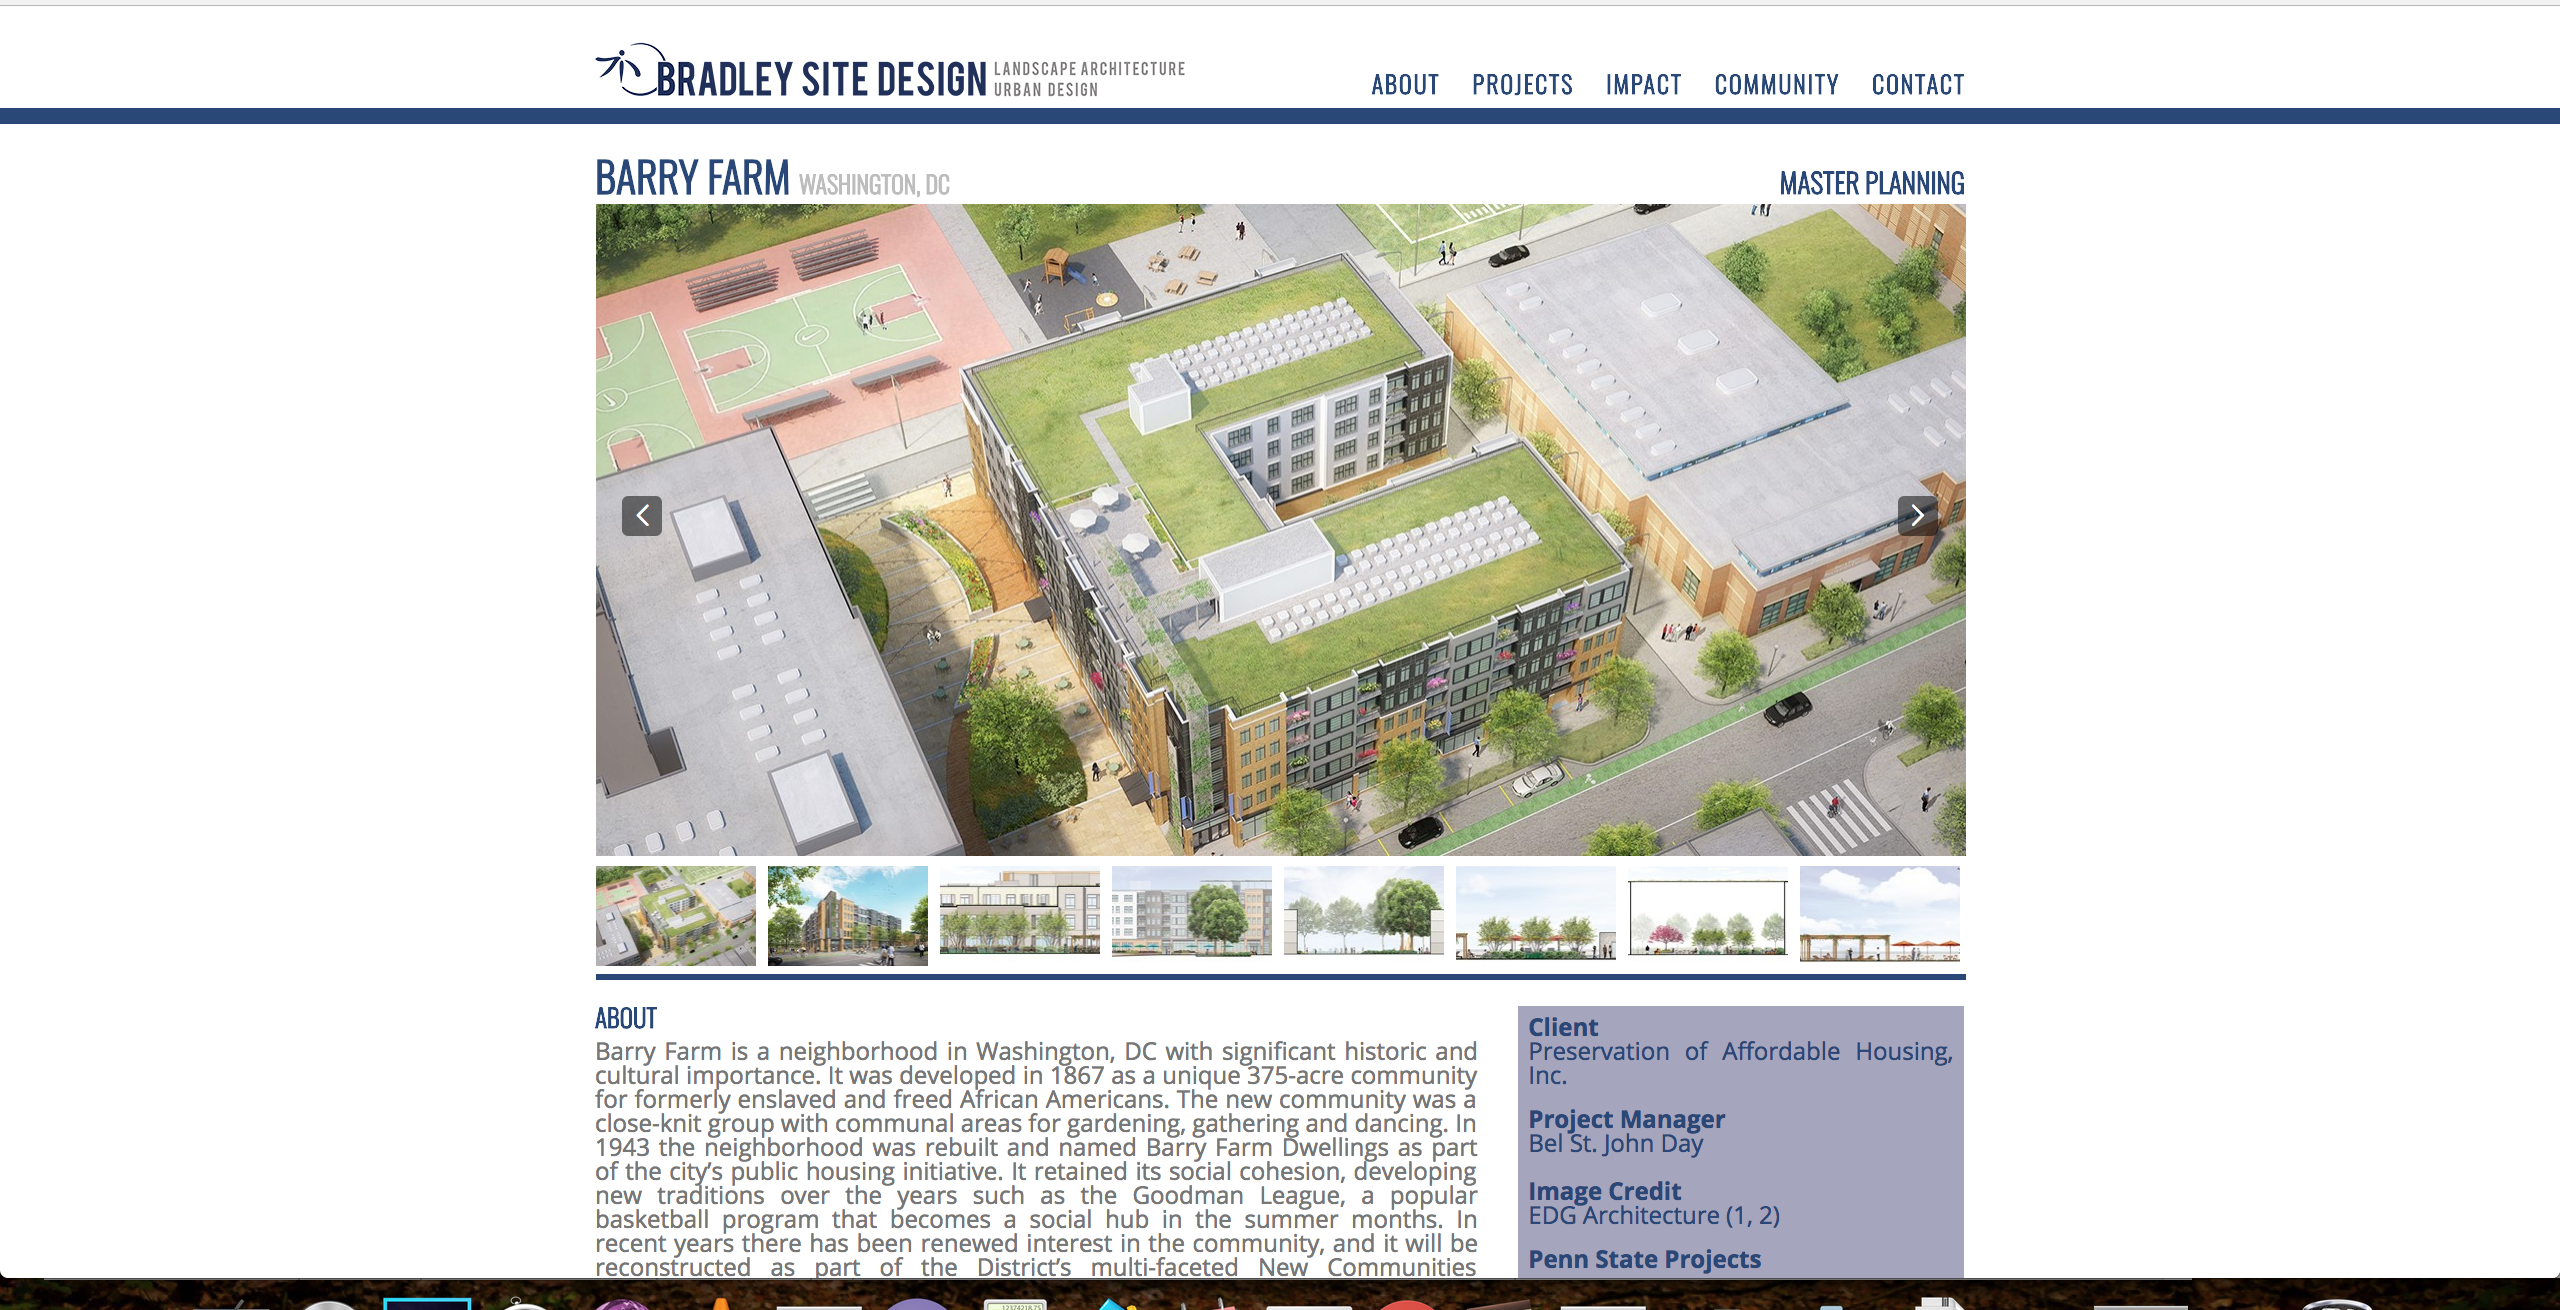 BRADLEY SITE DESIGN LANDSCAPE ARCHITECTURE
URBAN DESIGN
ABOUT PROJECTS IMPACT COMMUNITY CONTACT
BARRY FARM WASHINGTON, DC
MASTER PLANNING
ABOUT
Barry Farm is a neighborhood in Washington, DC with significant historic and
cultural importance. It was developed in 1867 as a unique 375-acre community
for formerly enslaved and freed African Americans. The new community was a
close-knit group with communal areas for gardening, gathering and dancing. In
1943 the neighborhood was rebuilt and named Barry Farm Dwellings as part
of the city’s public housing initiative. It retained its social cohesion, developing
new traditions over the years such as the Goodman League, a popular
basketball program that becomes a social hub in the summer months. In
recent years there has been renewed interest in the community, and it will be
reconstructed as part of the District’s multi-faceted New Communities
Client
Preservation of Affordable Housing,
Inc.
Project Manager
Bel St. John Day
Image Credit
EDG Architecture (1, 2)
Penn State Projects